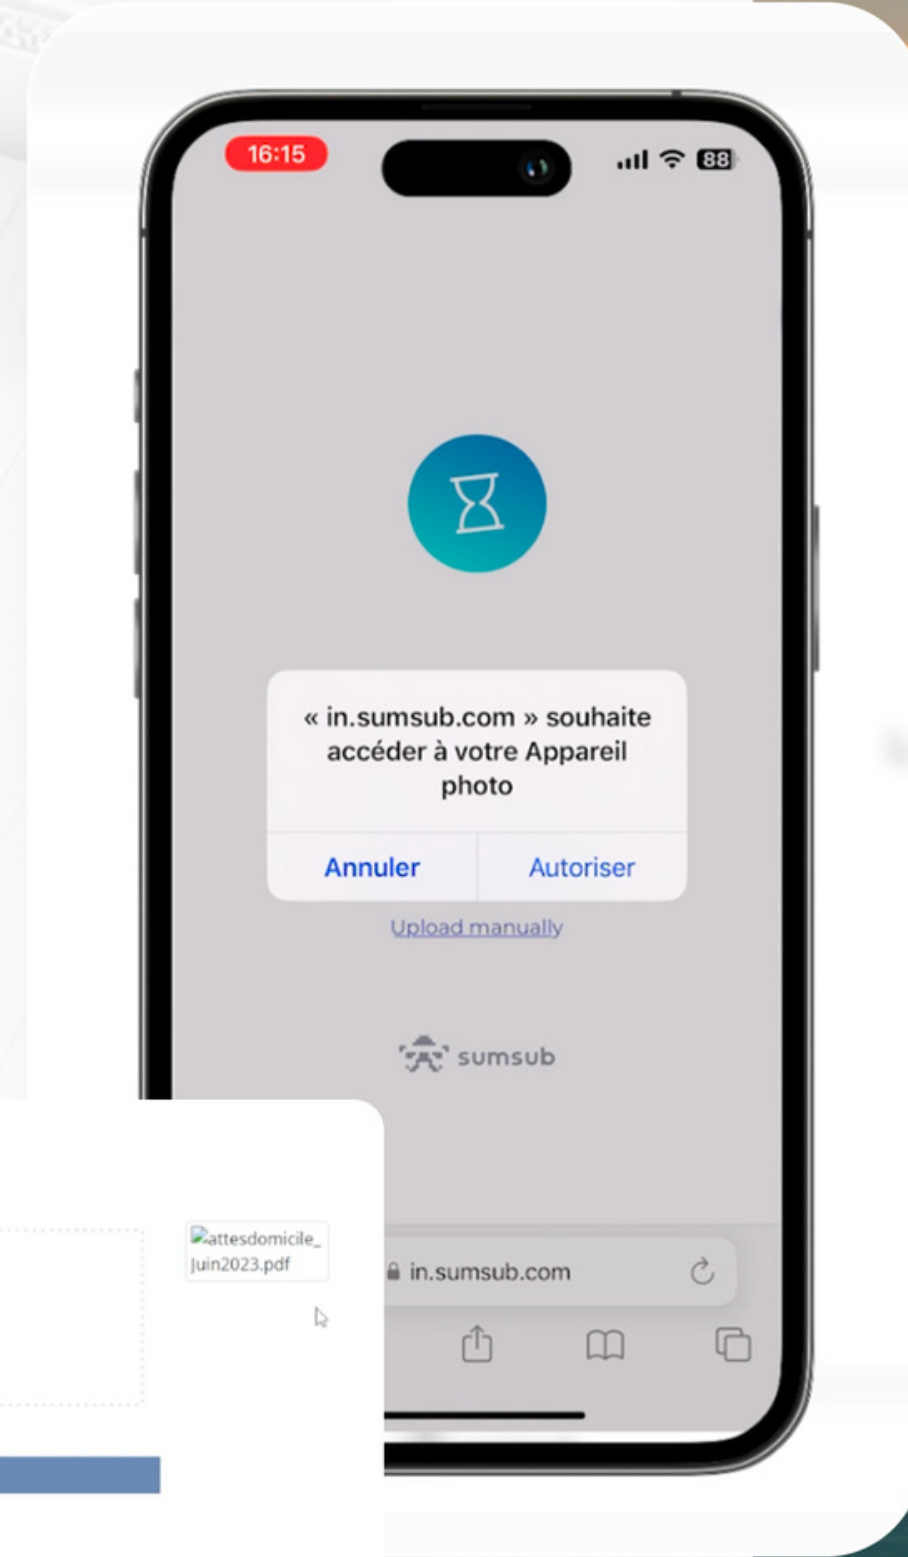 16:15
88
« in.sumsub.com » souhaite
accéder à votre Appareil
photo
Annuler Autoriser
Upload manually
sumsub
attesdomicile_
Juin2023.pdf
in.sumsub.com